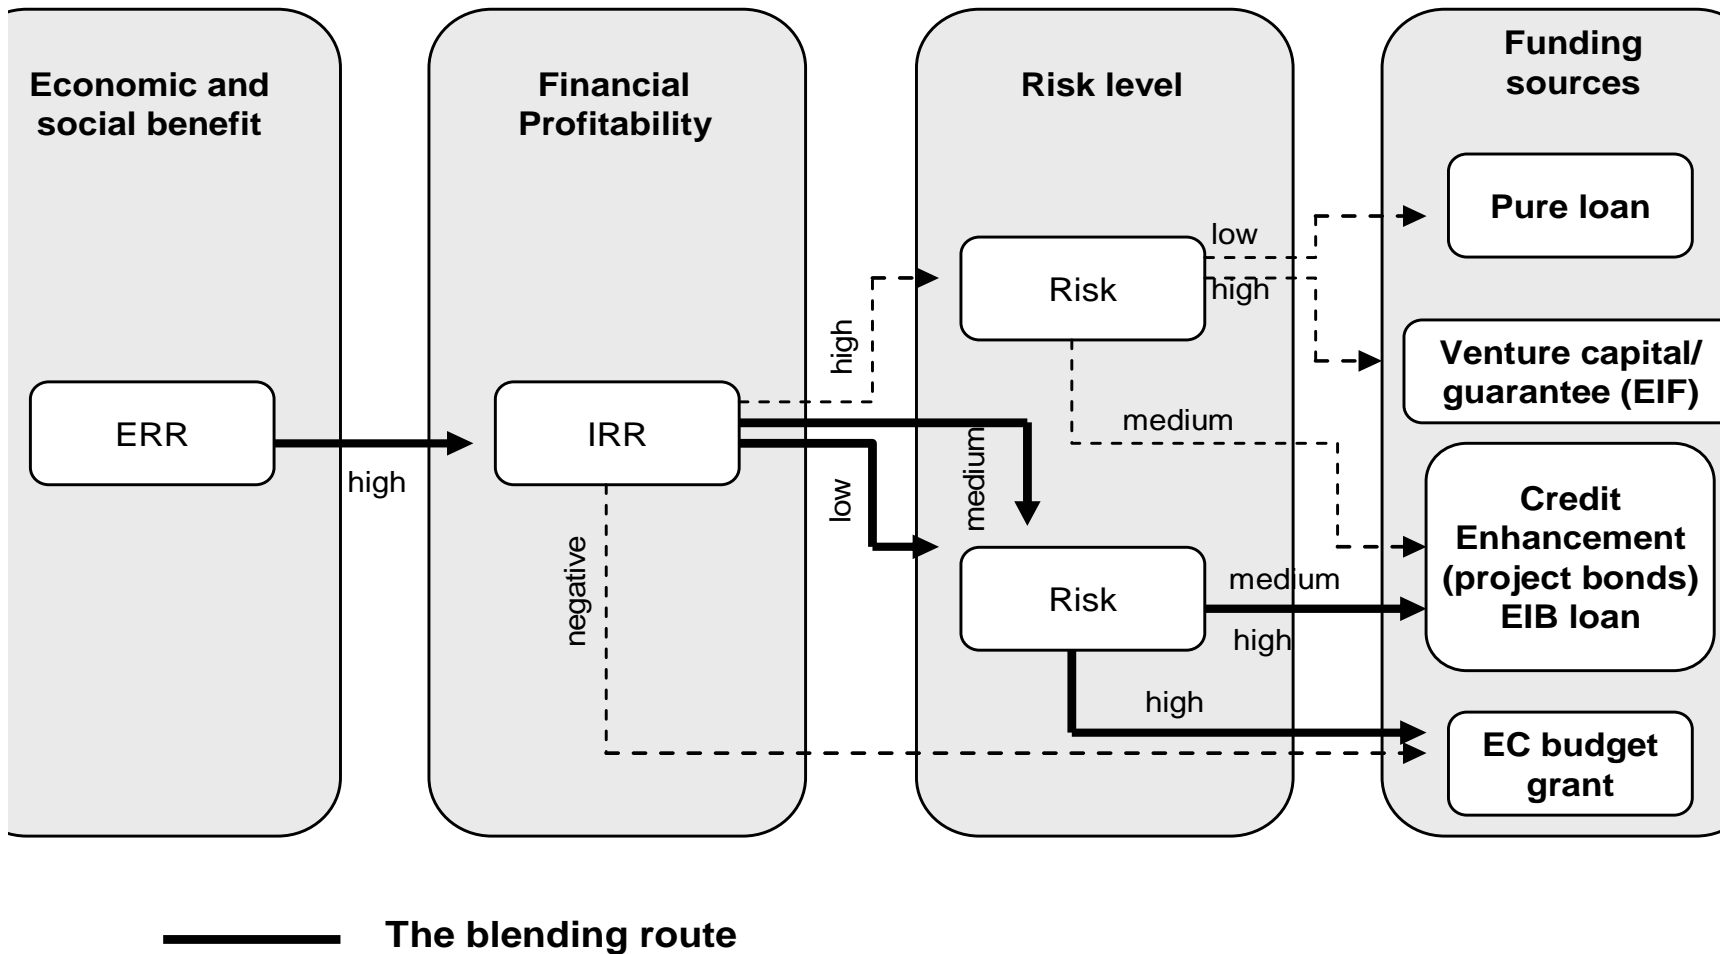 Economic and
social benefit
ERR
high
Financial
Profitability
IRR
high
medium
low
negative
Risk level
Risk
low
high
medium
Risk
medium
high
high
Funding
sources
Pure loan
Venture capital/
guarantee (EIF)
Credit
Enhancement
(project bonds)
EIB loan
EC budget
grant
The blending route